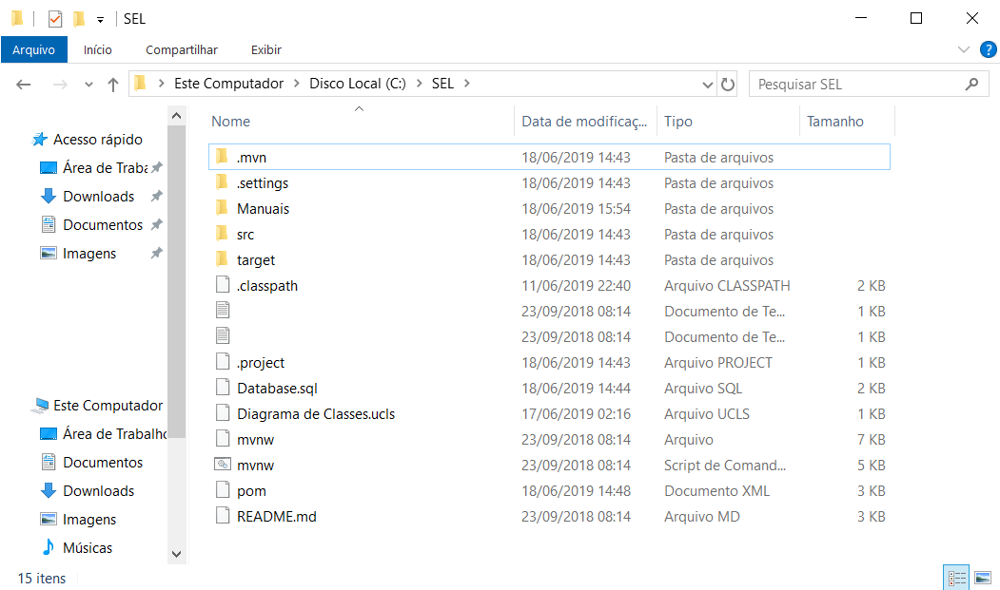 SEL
Arquivo Início Compartilhar Exibir
Este Computador Disco Local (C:) SEL Pesquisar SEL
Nome Data de modificaç... Tipo Tamanho
Acesso rápido
Área de Traba
Downloads
Documentos
Imagens
Este Computador
Área de Trabalho
Documentos
Downloads
Imagens
Músicas
.mvn 18/06/2019 14:43 Pasta de arquivos
.settings 18/06/2019 14:43 Pasta de arquivos
Manuais 18/06/2019 15:54 Pasta de arquivos
src 18/06/2019 14:43 Pasta de arquivos
target 18/06/2019 14:43 Pasta de arquivos
.classpath 11/06/2019 22:40 Arquivo CLASSPATH 2 KB
23/09/2018 08:14 Documento de Te... 1 KB
23/09/2018 08:14 Documento de Te... 1 KB
.project 18/06/2019 14:43 Arquivo PROJECT 1 KB
Database.sql 18/06/2019 14:44 Arquivo SQL 2 KB
Diagrama de Classes.ucls 17/06/2019 02:16 Arquivo UCLS 1 KB
mvnw 23/09/2018 08:14 Arquivo 7 KB
mvnw 23/09/2018 08:14 Script de Comand... 5 KB
pom 18/06/2019 14:48 Documento XML 3 KB
README.md 23/09/2018 08:14 Arquivo MD 3 KB
15 itens